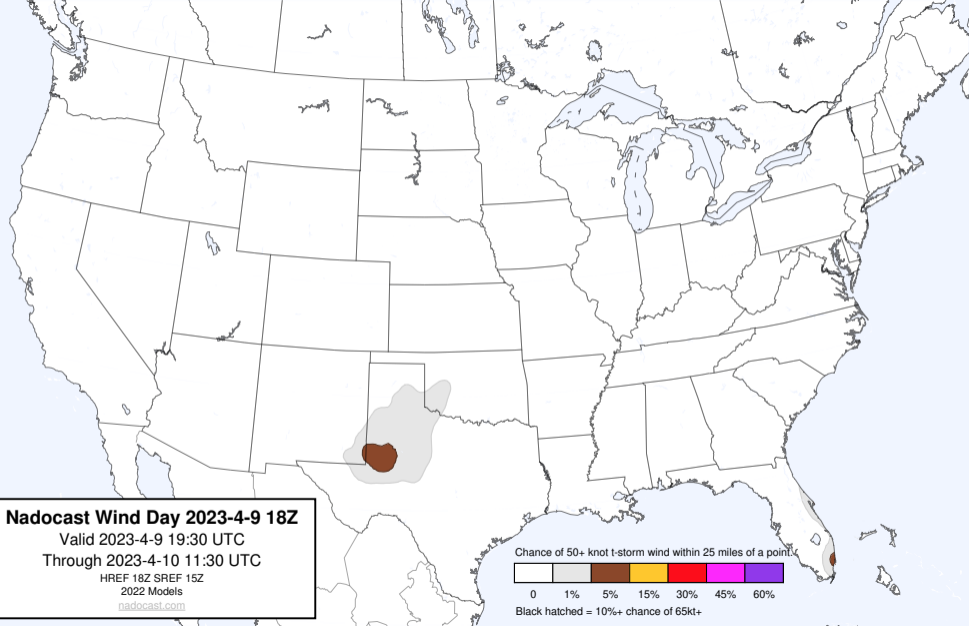 Nadocast Wind Day 2023-4-9 18Z
Valid 2023-4-9 19:30 UTC
Through 2023-4-10 11:30 UTC
HREF 18Z SREF 15Z
2022 Models
nadocast.com
Chance of 50+ knot t-storm wind within 25 miles of a point.
0 1% 5% 15% 30% 45% 60%
Black hatched = 10%+ chance of 65kt+